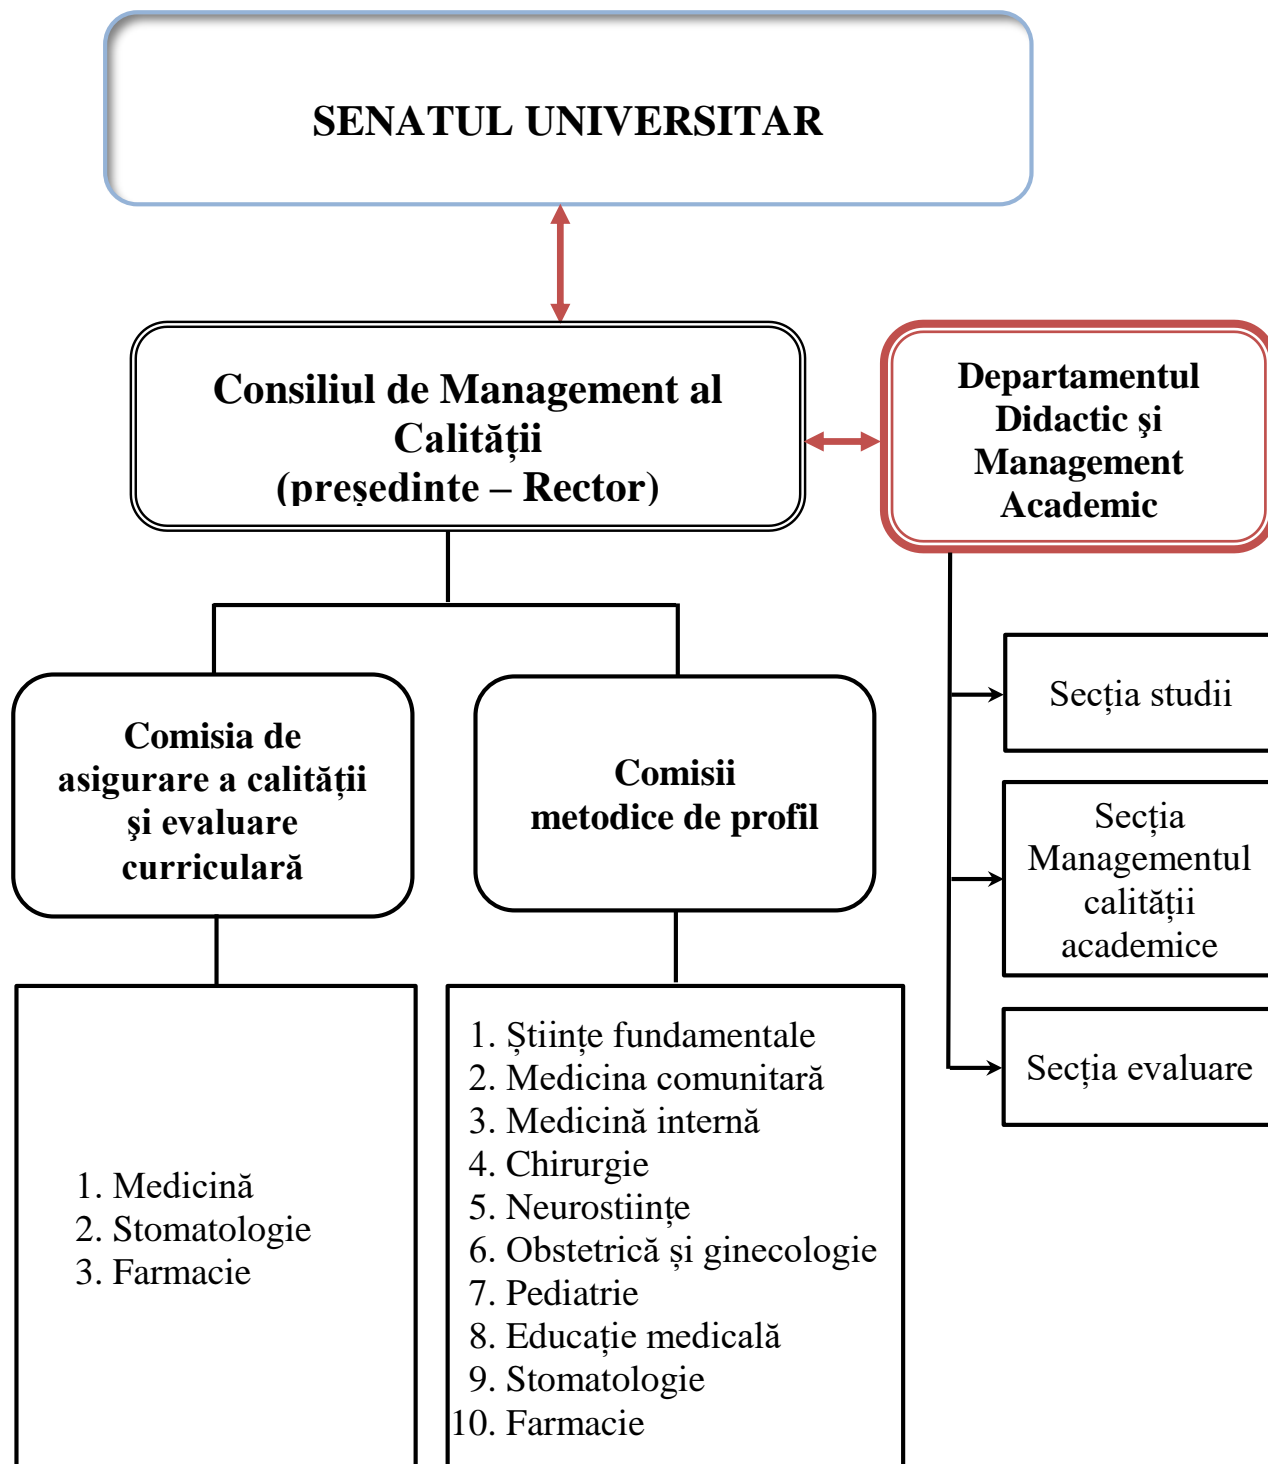 SENATUL UNIVERSITAR
Consiliul de Management al
Calității
(preşedinte – Rector)
Departamentul
Didactic şi
Management
Academic
Comisia de
asigurare a calității
şi evaluare
curriculară
Comisii
metodice de profil
Secția studii
Secția
Managementul
calității
academice
Secția evaluare
1. Medicină
2. Stomatologie
3. Farmacie
1. Științe fundamentale
2. Medicina comunitară
3. Medicină internă
4. Chirurgie
5. Neurostiințe
6. Obstetrică și ginecologie
7. Pediatrie
8. Educație medicală
9. Stomatologie
10. Farmacie